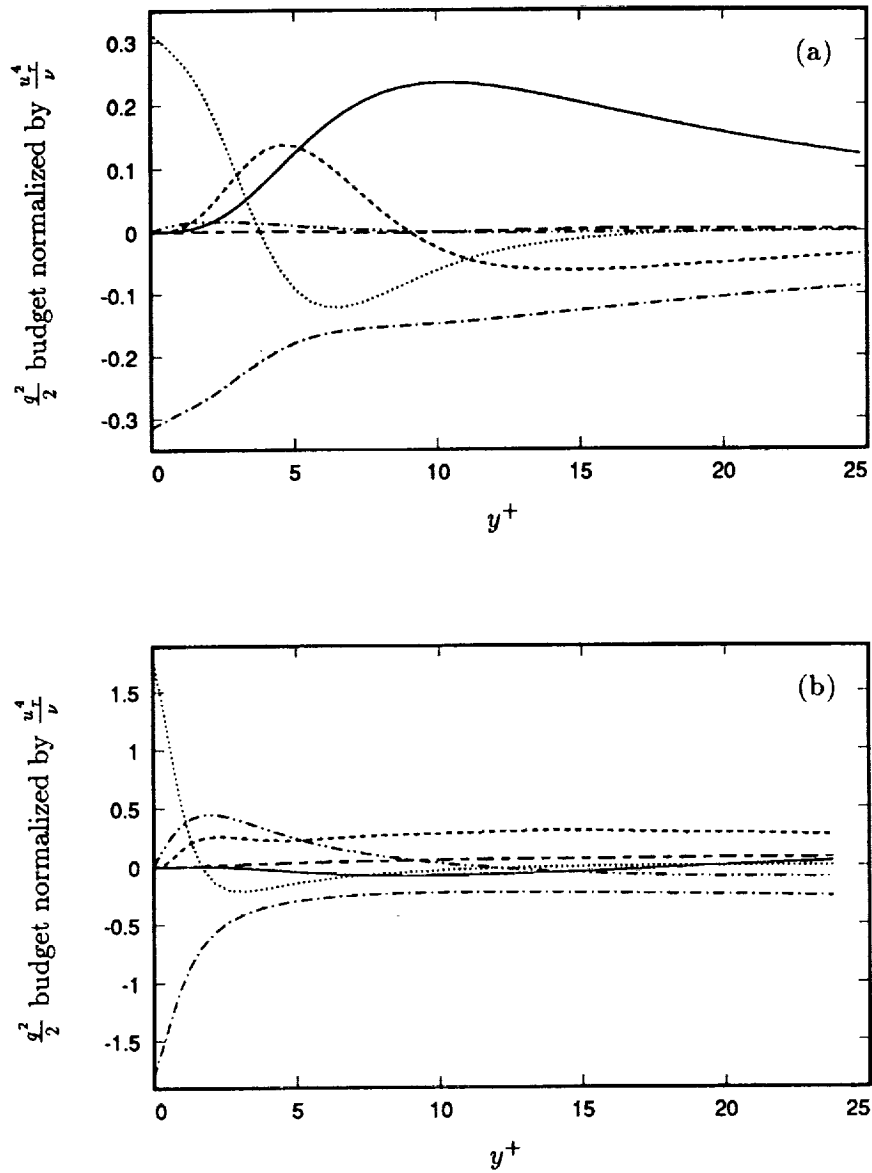 (a)
q²/2 budget normalized by u_τ⁴/ν
0.3
0.2
0.1
0
-0.1
-0.2
-0.3
0 5 10 15 20 25
y⁺
(b)
q²/2 budget normalized by u_τ⁴/ν
1.5
1
0.5
0
-0.5
-1
-1.5
0 5 10 15 20 25
y⁺